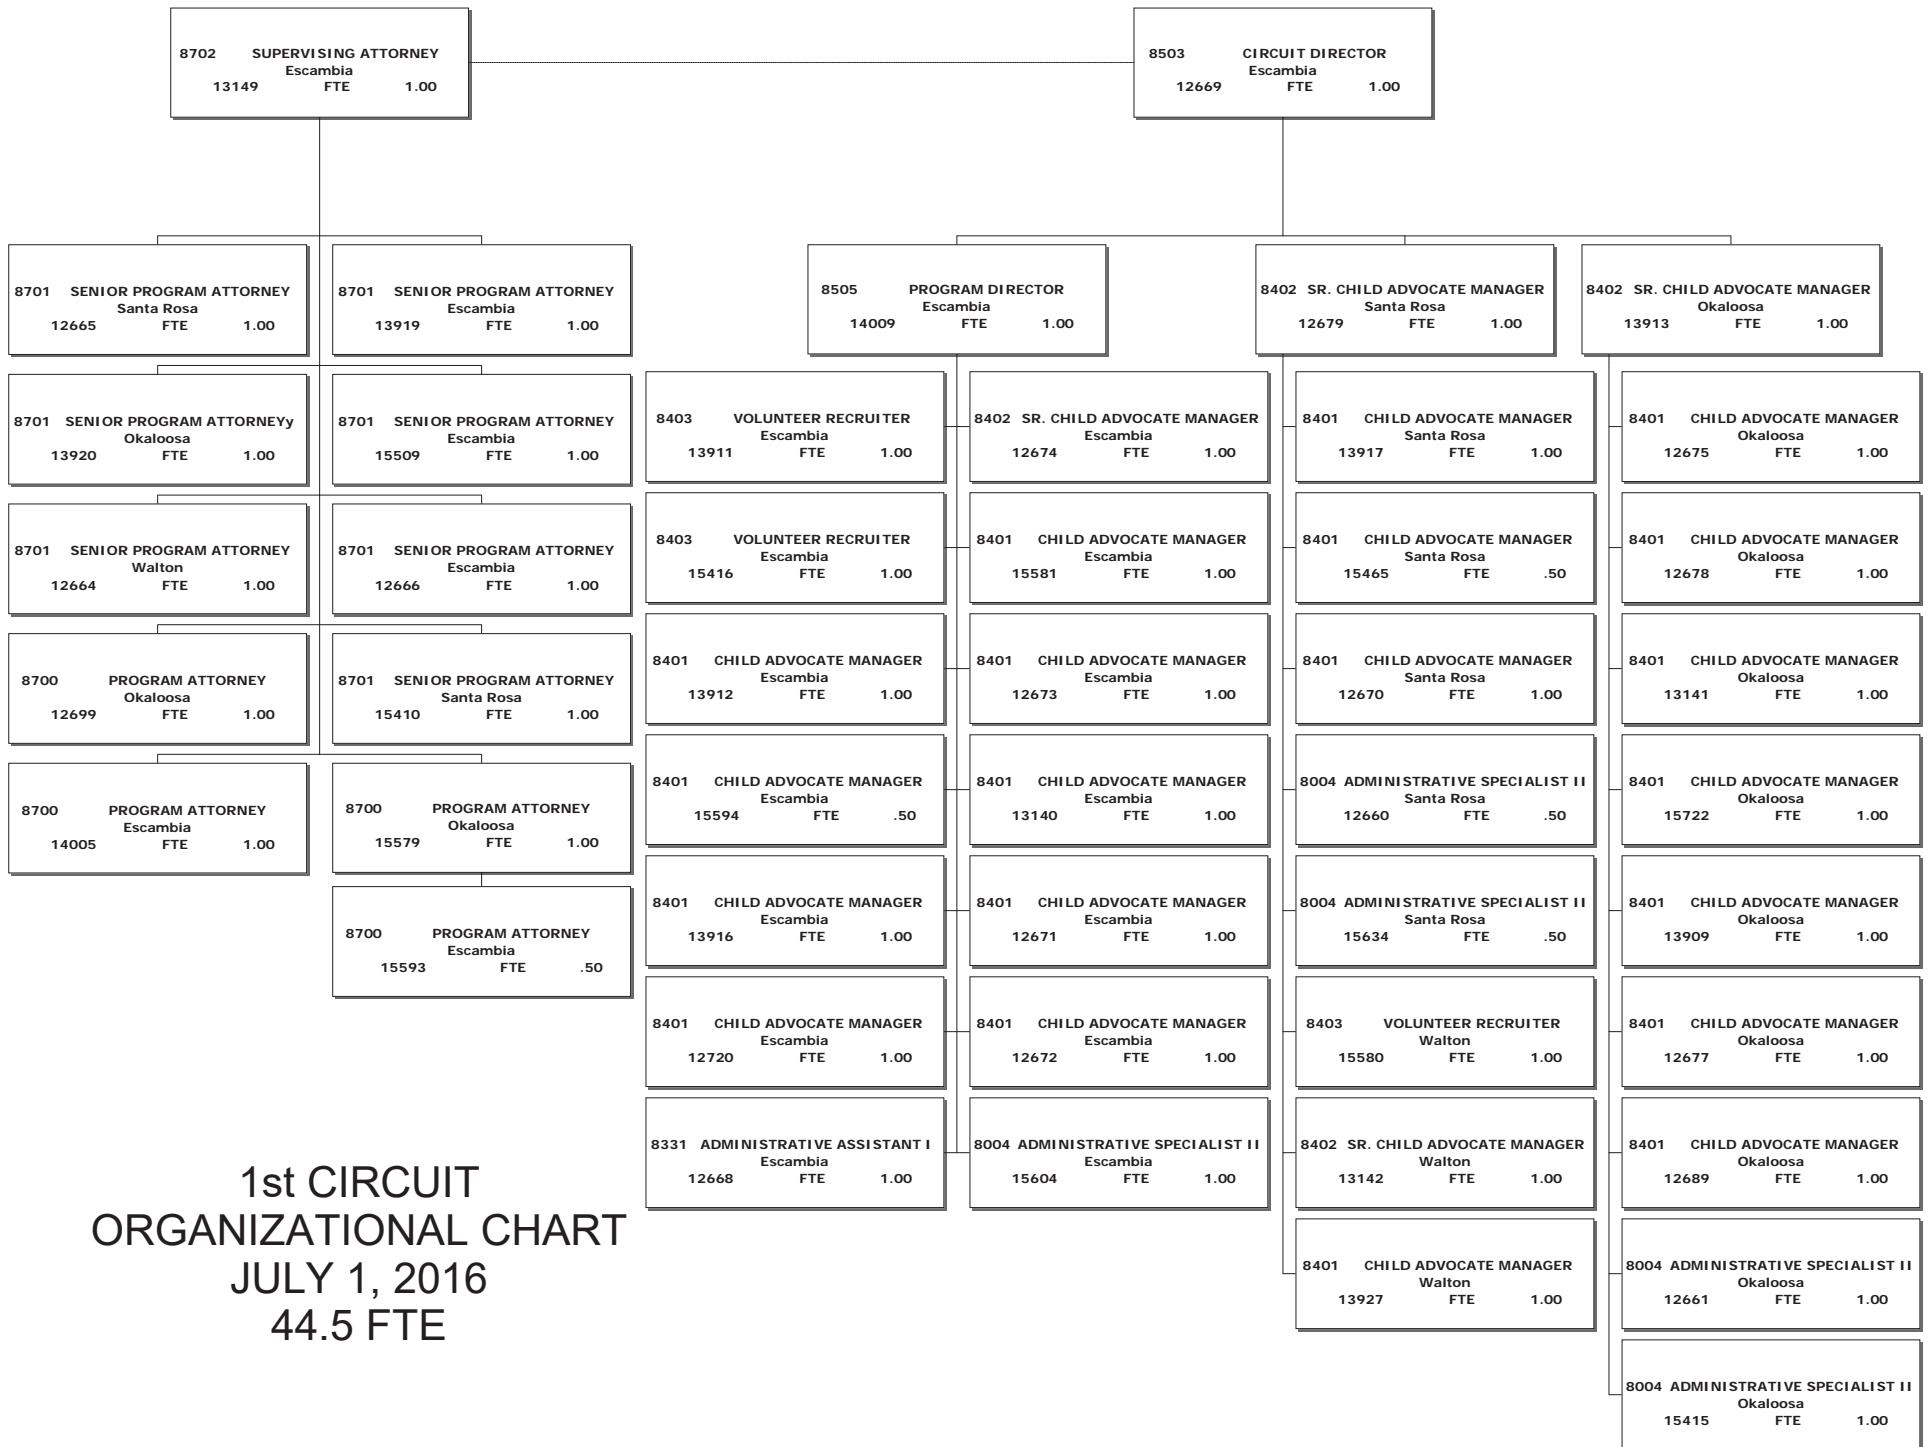 8702 SUPERVISING ATTORNEY
Escambia
13149 FTE 1.00
8503 CIRCUIT DIRECTOR
Escambia
12669 FTE 1.00
8701 SENIOR PROGRAM ATTORNEY
Santa Rosa
12665 FTE 1.00
8701 SENIOR PROGRAM ATTORNEY
Escambia
13919 FTE 1.00
8701 SENIOR PROGRAM ATTORNEYy
Okaloosa
13920 FTE 1.00
8701 SENIOR PROGRAM ATTORNEY
Escambia
15509 FTE 1.00
8701 SENIOR PROGRAM ATTORNEY
Walton
12664 FTE 1.00
8701 SENIOR PROGRAM ATTORNEY
Escambia
12666 FTE 1.00
8700 PROGRAM ATTORNEY
Okaloosa
12699 FTE 1.00
8701 SENIOR PROGRAM ATTORNEY
Santa Rosa
15410 FTE 1.00
8700 PROGRAM ATTORNEY
Escambia
14005 FTE 1.00
8700 PROGRAM ATTORNEY
Okaloosa
15579 FTE 1.00
8700 PROGRAM ATTORNEY
Escambia
15593 FTE .50
8505 PROGRAM DIRECTOR
Escambia
14009 FTE 1.00
8403 VOLUNTEER RECRUITER
Escambia
13911 FTE 1.00
8402 SR. CHILD ADVOCATE MANAGER
Escambia
12674 FTE 1.00
8403 VOLUNTEER RECRUITER
Escambia
15416 FTE 1.00
8401 CHILD ADVOCATE MANAGER
Escambia
15581 FTE 1.00
8401 CHILD ADVOCATE MANAGER
Escambia
13912 FTE 1.00
8401 CHILD ADVOCATE MANAGER
Escambia
12673 FTE 1.00
8401 CHILD ADVOCATE MANAGER
Escambia
15594 FTE .50
8401 CHILD ADVOCATE MANAGER
Escambia
13140 FTE 1.00
8401 CHILD ADVOCATE MANAGER
Escambia
13916 FTE 1.00
8401 CHILD ADVOCATE MANAGER
Escambia
12671 FTE 1.00
8401 CHILD ADVOCATE MANAGER
Escambia
12720 FTE 1.00
8401 CHILD ADVOCATE MANAGER
Escambia
12672 FTE 1.00
8331 ADMINISTRATIVE ASSISTANT I
Escambia
12668 FTE 1.00
8004 ADMINISTRATIVE SPECIALIST II
Escambia
15604 FTE 1.00
8402 SR. CHILD ADVOCATE MANAGER
Santa Rosa
12679 FTE 1.00
8401 CHILD ADVOCATE MANAGER
Santa Rosa
13917 FTE 1.00
8401 CHILD ADVOCATE MANAGER
Santa Rosa
15465 FTE .50
8401 CHILD ADVOCATE MANAGER
Santa Rosa
12670 FTE 1.00
8004 ADMINISTRATIVE SPECIALIST II
Santa Rosa
12660 FTE .50
8004 ADMINISTRATIVE SPECIALIST II
Santa Rosa
15634 FTE .50
8403 VOLUNTEER RECRUITER
Walton
15580 FTE 1.00
8402 SR. CHILD ADVOCATE MANAGER
Walton
13142 FTE 1.00
8401 CHILD ADVOCATE MANAGER
Walton
13927 FTE 1.00
8402 SR. CHILD ADVOCATE MANAGER
Okaloosa
13913 FTE 1.00
8401 CHILD ADVOCATE MANAGER
Okaloosa
12675 FTE 1.00
8401 CHILD ADVOCATE MANAGER
Okaloosa
12678 FTE 1.00
8401 CHILD ADVOCATE MANAGER
Okaloosa
13141 FTE 1.00
8401 CHILD ADVOCATE MANAGER
Okaloosa
15722 FTE 1.00
8401 CHILD ADVOCATE MANAGER
Okaloosa
13909 FTE 1.00
8401 CHILD ADVOCATE MANAGER
Okaloosa
12677 FTE 1.00
8401 CHILD ADVOCATE MANAGER
Okaloosa
12689 FTE 1.00
8004 ADMINISTRATIVE SPECIALIST II
Okaloosa
12661 FTE 1.00
8004 ADMINISTRATIVE SPECIALIST II
Okaloosa
15415 FTE 1.00
1st CIRCUIT
ORGANIZATIONAL CHART
JULY 1, 2016
44.5 FTE